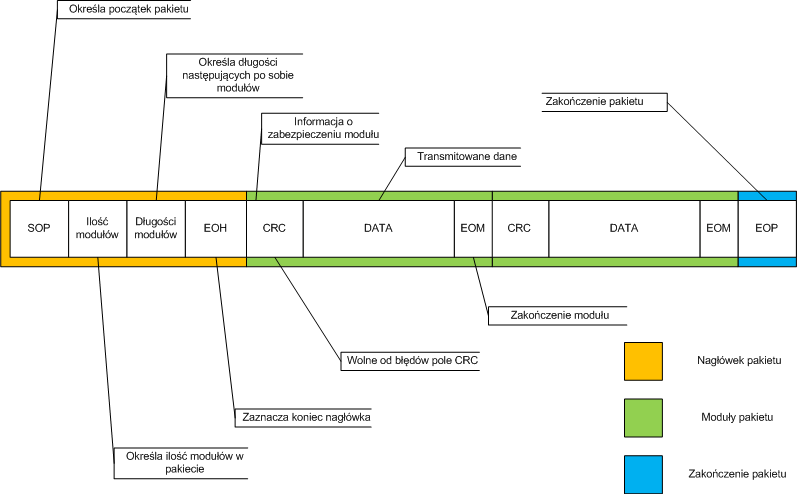 Określa początek pakietu
Określa długości
następujących po sobie
modułów
Zakończenie pakietu
Informacja o
zabezpieczeniu modułu
Transmitowane dane
SOP
Ilość
modułów
Długości
modułów
EOH
CRC
DATA
EOM
CRC
DATA
EOM
EOP
Zakończenie modułu
Wolne od błędów pole CRC
Nagłówek pakietu
Zaznacza koniec nagłówka
Moduły pakietu
Określa ilość modułów w
pakiecie
Zakończenie pakietu